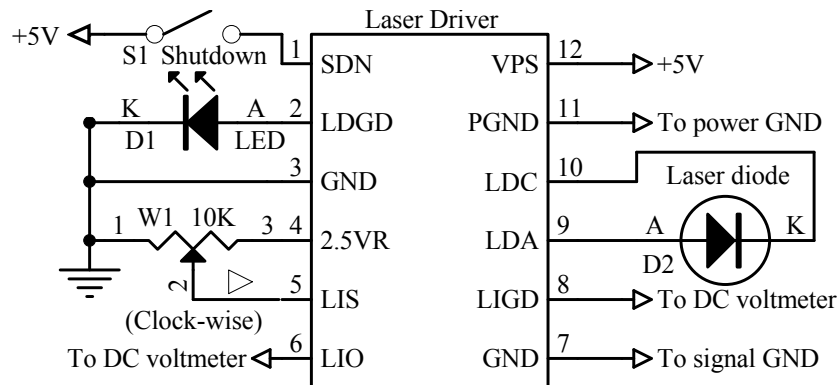 Laser Driver
+5V
S1 Shutdown
1
SDN
VPS
12
+5V
K
D1
A
LED
2
LDGD
PGND
11
To power GND
3
GND
LDC
10
Laser diode
1
W1
10K
3
4
2.5VR
LDA
9
A
D2
K
2
(Clock-wise)
5
LIS
LIGD
8
To DC voltmeter
To DC voltmeter
6
LIO
GND
7
To signal GND